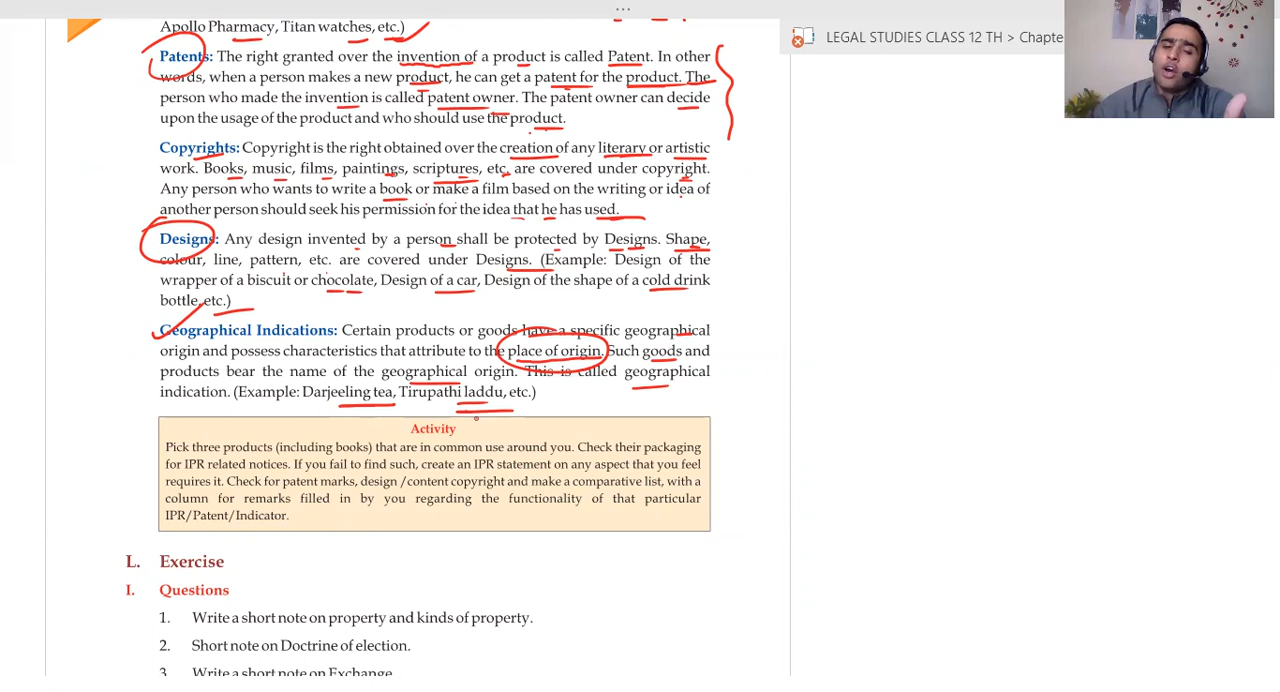 Apollo Pharmacy, Titan watches, etc.)
LEGAL STUDIES CLASS 12 TH > Chapte
Patents: The right granted over the invention of a product is called Patent. In other
words, when a person makes a new product, he can get a patent for the product. The
person who made the invention is called patent owner. The patent owner can decide
upon the usage of the product and who should use the product.
Copyrights: Copyright is the right obtained over the creation of any literary or artistic
work. Books, music, films, paintings, scriptures, etc. are covered under copyright.
Any person who wants to write a book or make a film based on the writing or idea of
another person should seek his permission for the idea that he has used.
Designs: Any design invented by a person shall be protected by Designs. Shape,
colour, line, pattern, etc. are covered under Designs. (Example: Design of the
wrapper of a biscuit or chocolate, Design of a car, Design of the shape of a cold drink
bottle, etc.)
Geographical Indications: Certain products or goods have a specific geographical
origin and possess characteristics that attribute to the place of origin. Such goods and
products bear the name of the geographical origin. This is called geographical
indication. (Example: Darjeeling tea, Tirupathi laddu, etc.)
Activity
Pick three products (including books) that are in common use around you. Check their packaging
for IPR related notices. If you fail to find such, create an IPR statement on any aspect that you feel
requires it. Check for patent marks, design /content copyright and make a comparative list, with a
column for remarks filled in by you regarding the functionality of that particular
IPR/Patent/Indicator.
L. Exercise
I. Questions
1. Write a short note on property and kinds of property.
2. Short note on Doctrine of election.
3. Write a short note on Exchange.